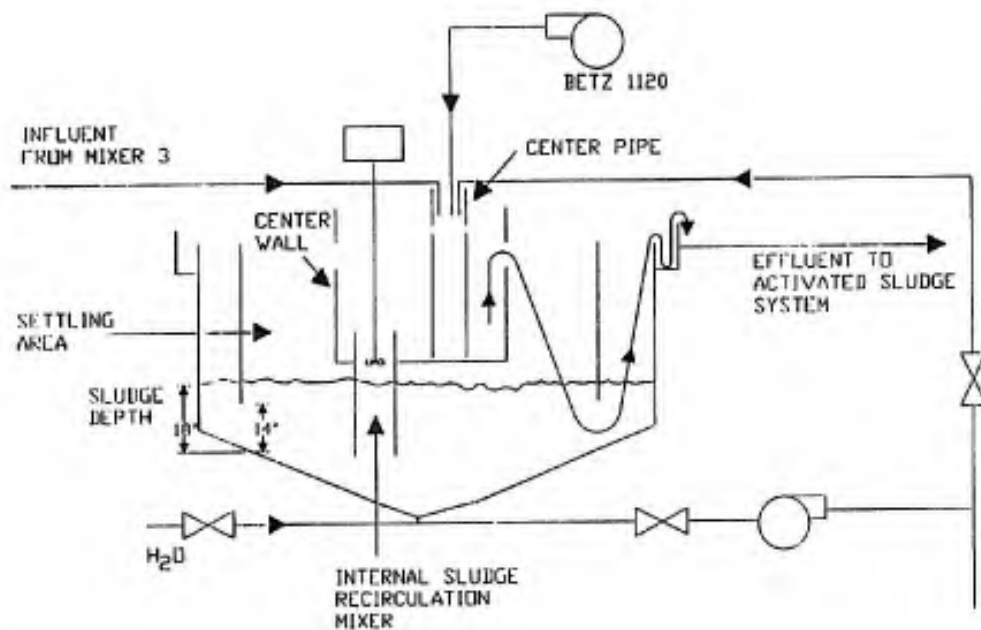 BETZ 1120
INFLUENT
FROM MIXER 3
CENTER PIPE
CENTER
WALL
EFFLUENT TO
ACTIVATED SLUDGE
SYSTEM
SETTLING
AREA
SLUDGE
DEPTH
14"
H₂O
INTERNAL SLUDGE
RECIRCULATION
MIXER